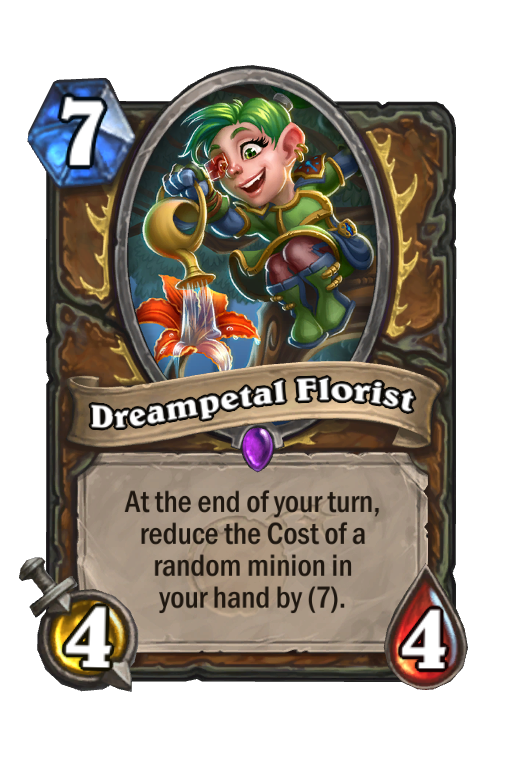 7
Dreampetal Florist
At the end of your turn,
reduce the Cost of a
random minion in
your hand by (7).
4
4